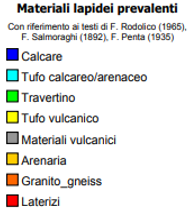 Materiali lapidei prevalenti
Con riferimento ai testi di F. Rodolico (1965),
F. Salmoraghi (1892), F. Penta (1935)
Calcare
Tufo calcareo/arenaceo
Travertino
Tufo vulcanico
Materiali vulcanici
Arenaria
Granito_gneiss
Laterizi